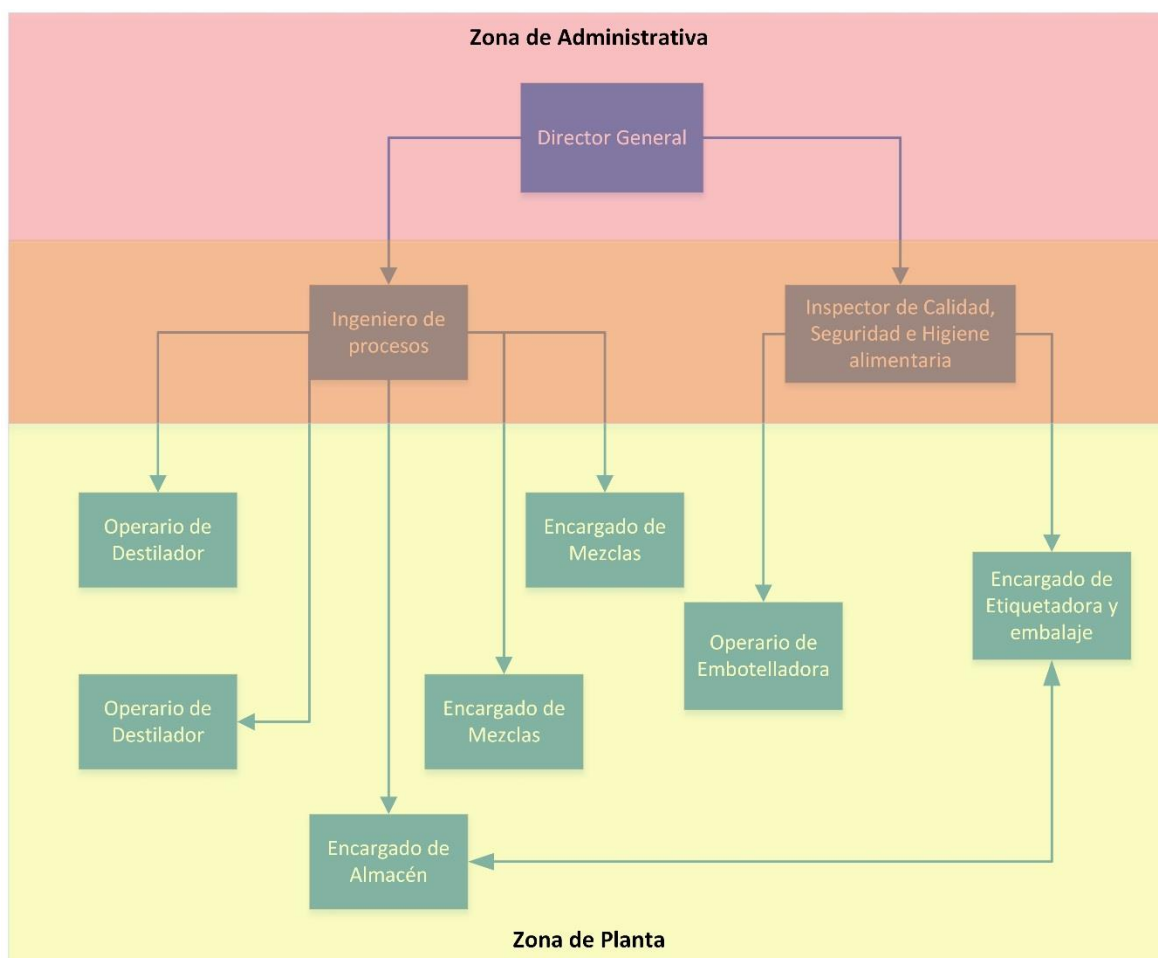 Zona de Administrativa
Director General
Ingeniero de
procesos
Inspector de Calidad,
Seguridad e Higiene
alimentaria
Operario de
Destilador
Encargado de
Mezclas
Encargado de
Etiquetadora y
embalaje
Operario de
Embotelladora
Operario de
Destilador
Encargado de
Mezclas
Encargado de
Almacén
Zona de Planta